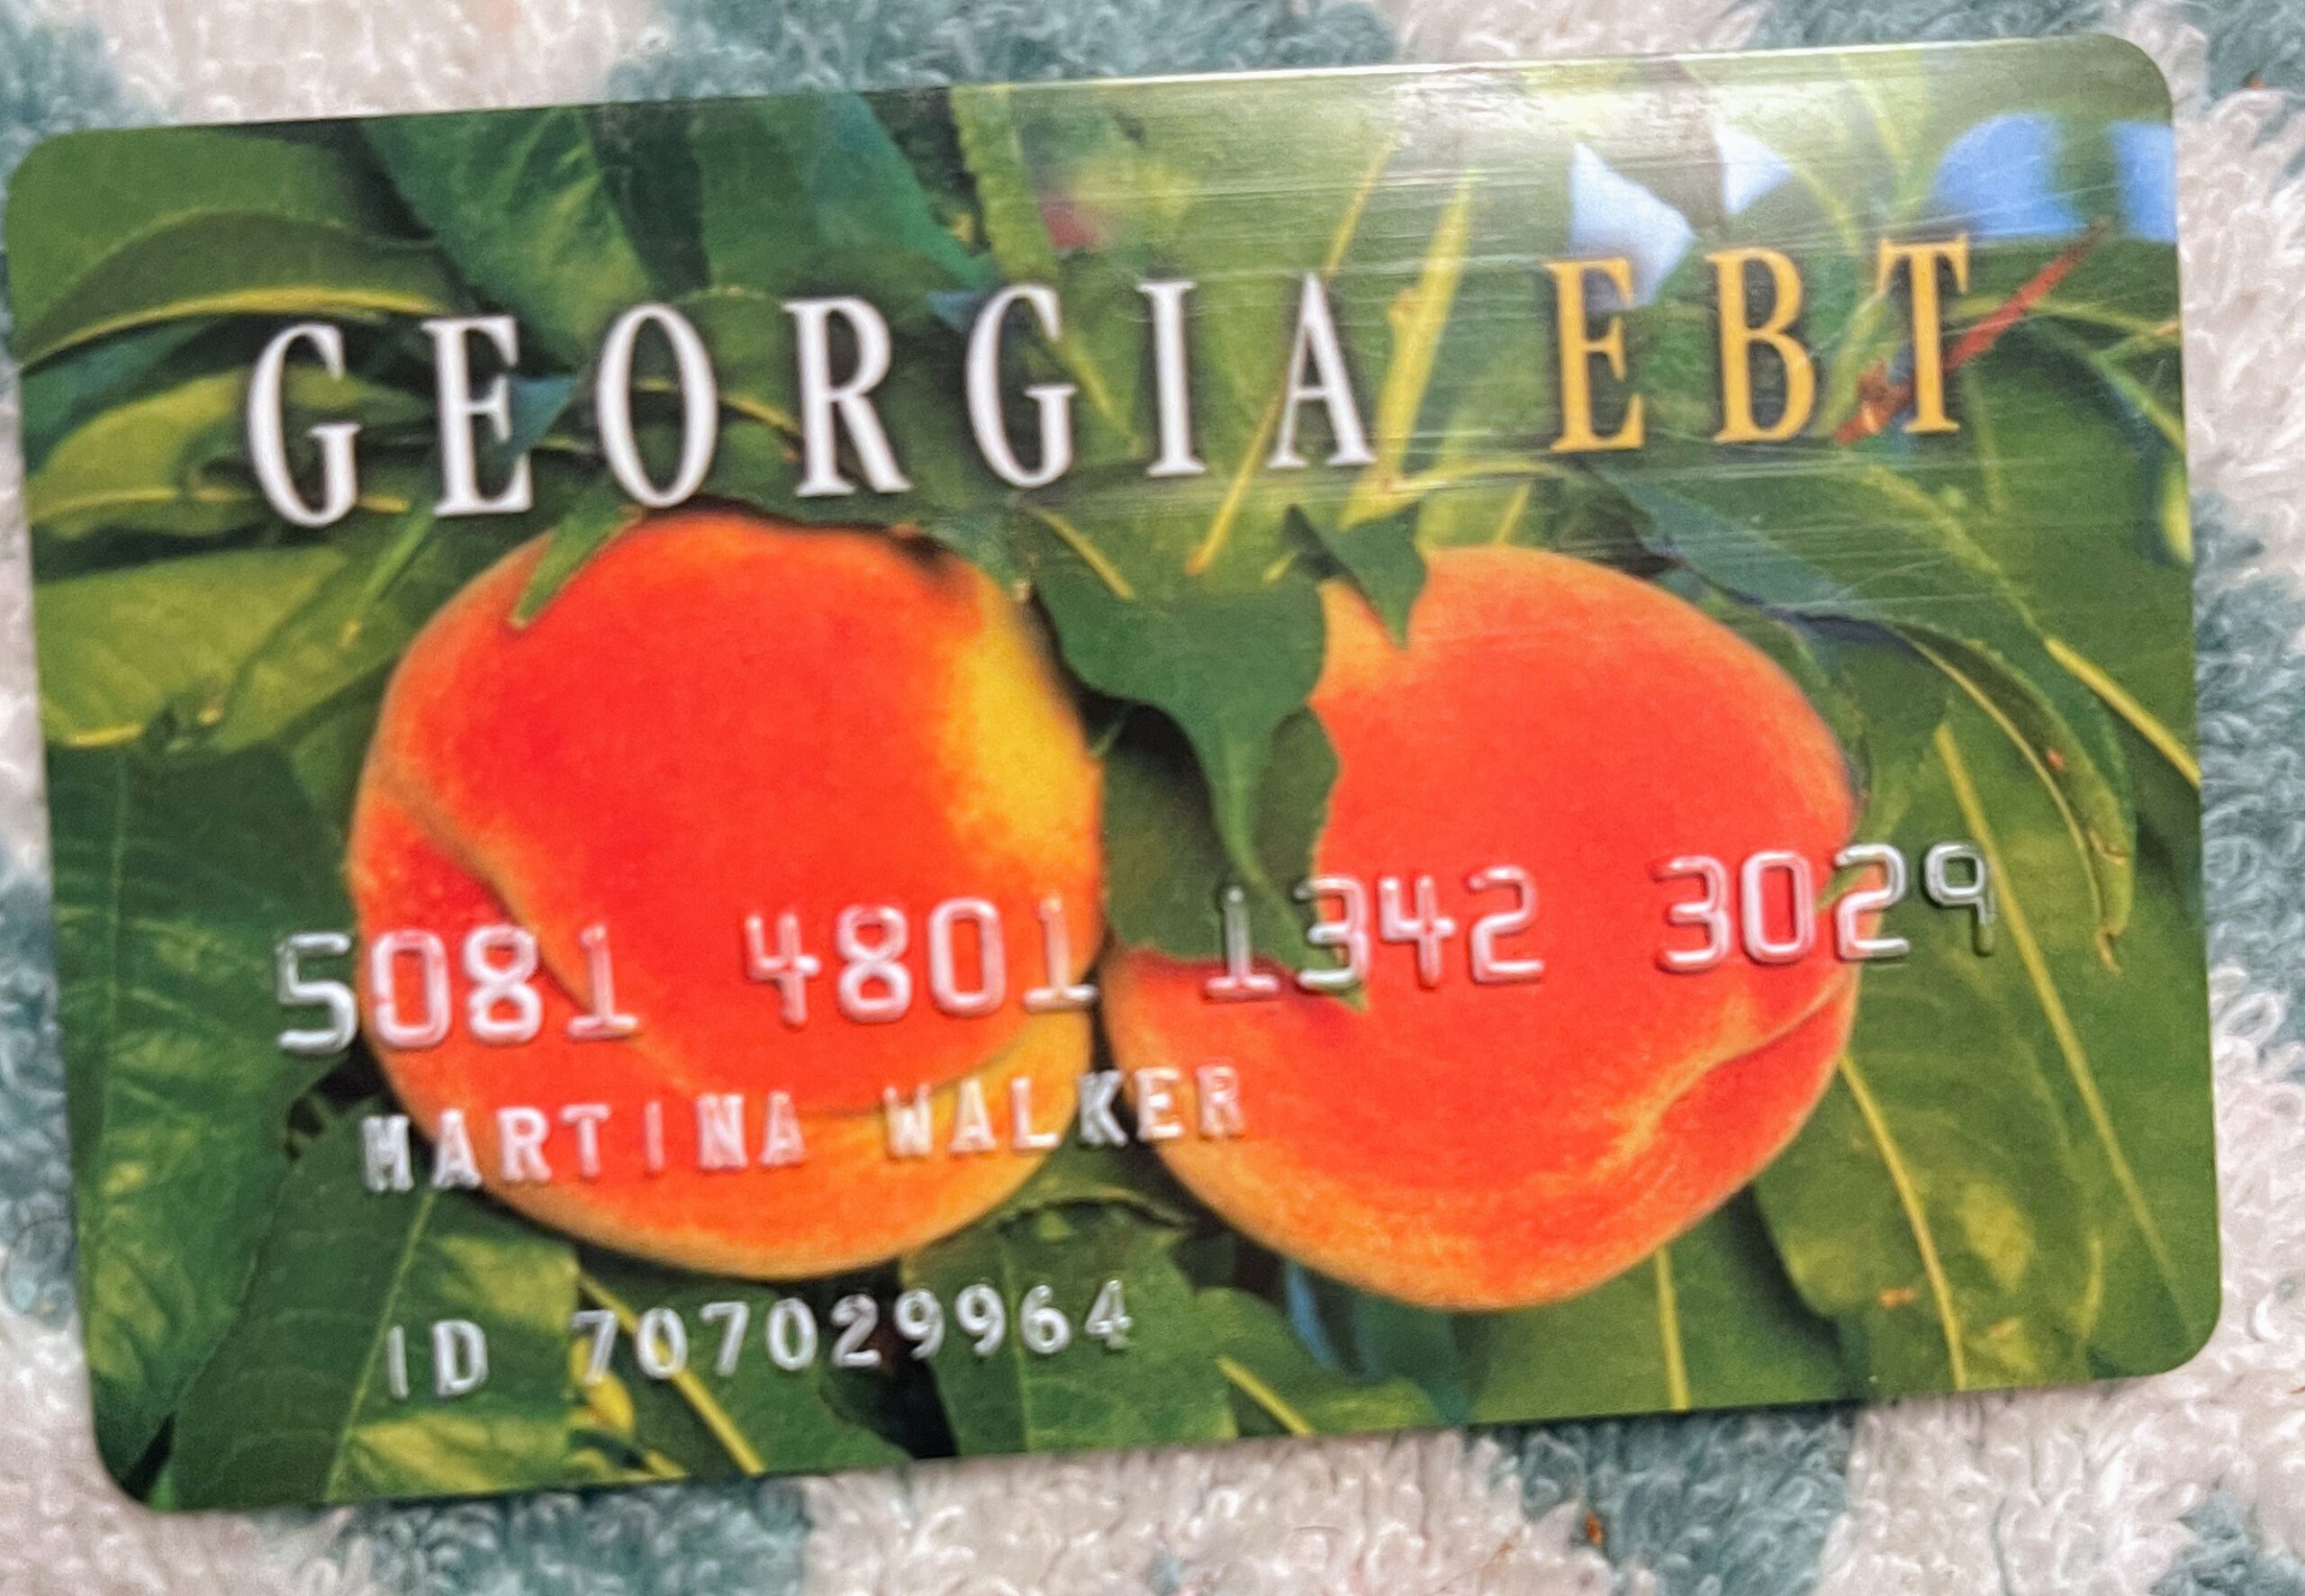 GEORGIA EBT
5081 4801 1342 3029
MARTINA WALKER
ID 707029964